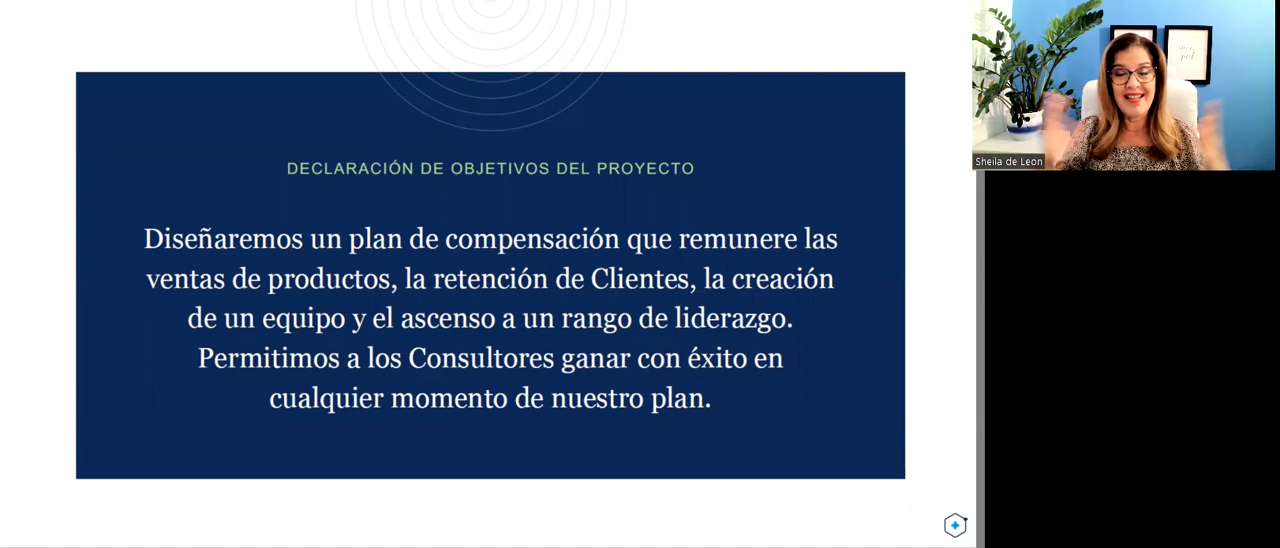 DECLARACIÓN DE OBJETIVOS DEL PROYECTO
Diseñaremos un plan de compensación que remunere las
ventas de productos, la retención de Clientes, la creación
de un equipo y el ascenso a un rango de liderazgo.
Permitimos a los Consultores ganar con éxito en
cualquier momento de nuestro plan.
Sheila de Leon